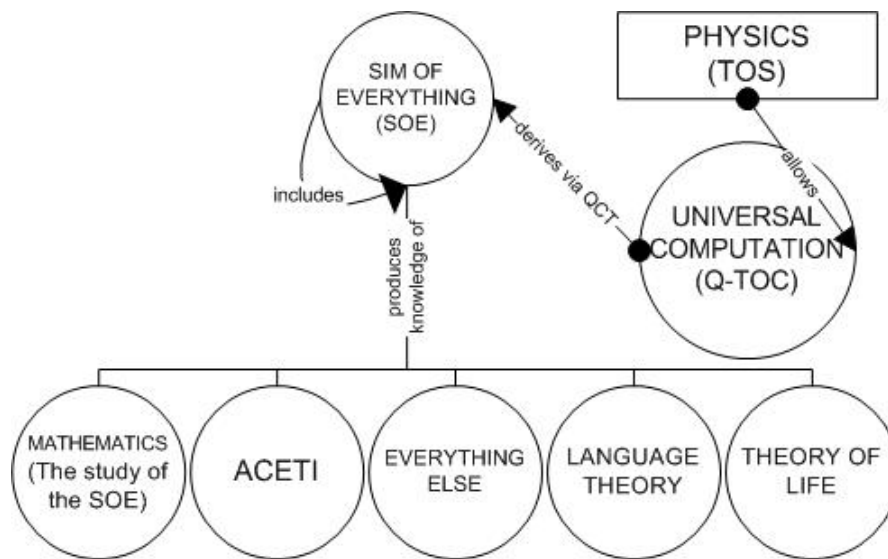 SIM OF
EVERYTHING
(SOE)
PHYSICS
(TOS)
includes
derives via QCT
allows
UNIVERSAL
COMPUTATION
(Q-TOC)
produces
knowledge of
MATHEMATICS
(The study of
the SOE)
ACETI
EVERYTHING
ELSE
LANGUAGE
THEORY
THEORY OF
LIFE